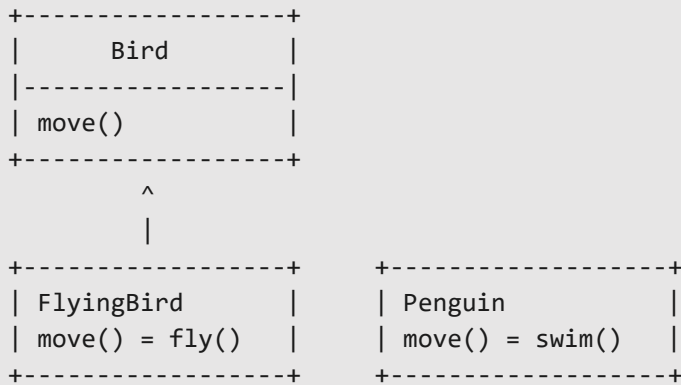 +------------------+
|      Bird        |
|------------------|
| move()           |
+------------------+
         ^
         |
+------------------+     +------------------+
| FlyingBird       |     | Penguin          |
| move() = fly()   |     | move() = swim()  |
+------------------+     +------------------+